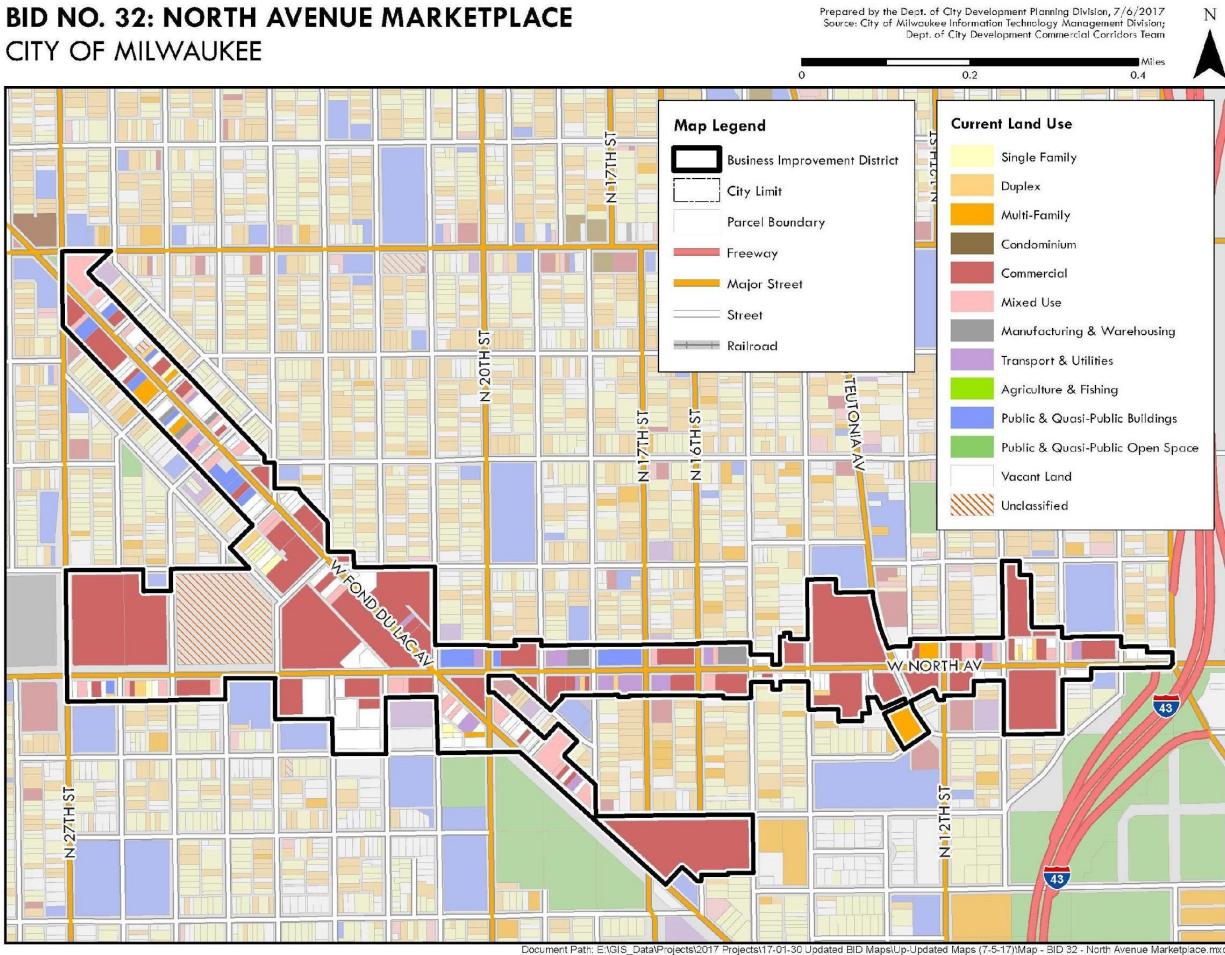 BID NO. 32: NORTH AVENUE MARKETPLACE
CITY OF MILWAUKEE
Prepared by the Dept. of City Development Planning Division, 7/6/2017
Source: City of Milwaukee Information Technology Management Division;
Dept. of City Development Commercial Corridors Team
N
Miles
0 0.2 0.4
Map Legend
Business Improvement District
City Limit
Parcel Boundary
Freeway
Major Street
Street
Railroad
Current Land Use
Single Family
Duplex
Multi-Family
Condominium
Commercial
Mixed Use
Manufacturing & Warehousing
Transport & Utilities
Agriculture & Fishing
Public & Quasi-Public Buildings
Public & Quasi-Public Open Space
Vacant Land
Unclassified
N 17TH ST
N 12TH ST
N 20TH ST
N 17TH ST
N 16TH ST
TEUTONIA AV
W FOND DU LAC AV
W NORTH AV
N 27TH ST
N 12TH ST
43
43
Document Path: E:\GIS_Data\Projects\2017 Projects\17-01-30 Updated BID Maps\Up-Updated Maps (7-5-17)\Map - BID 32 - North Avenue Marketplace.mxd